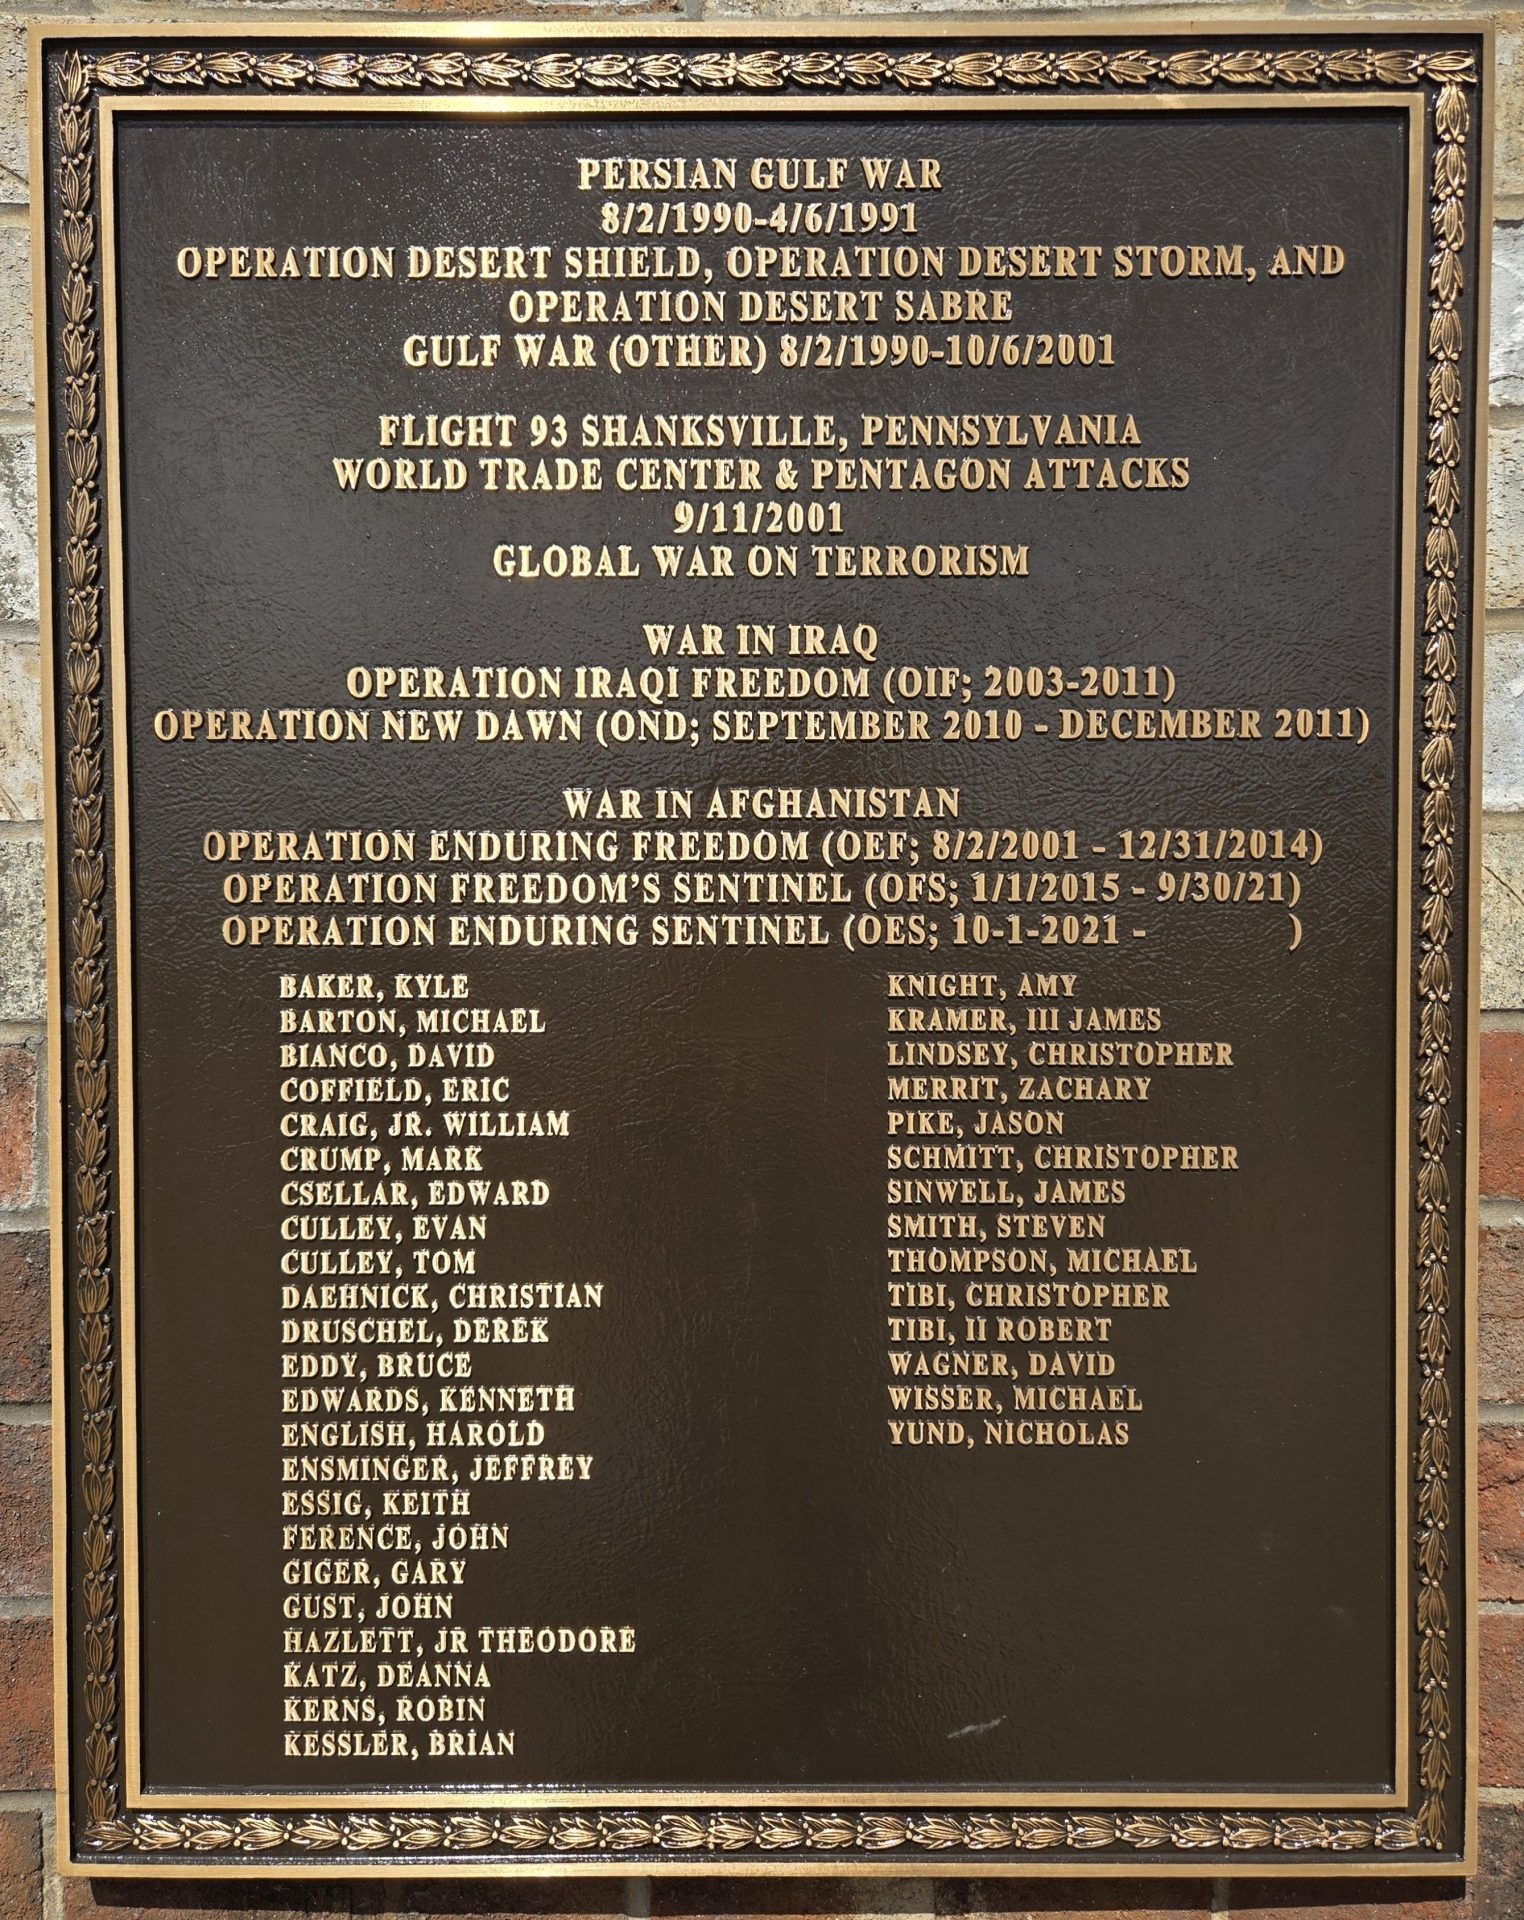 PERSIAN GULF WAR
8/2/1990-4/6/1991
OPERATION DESERT SHIELD, OPERATION DESERT STORM, AND
OPERATION DESERT SABRE
GULF WAR (OTHER) 8/2/1990-10/6/2001
FLIGHT 93 SHANKSVILLE, PENNSYLVANIA
WORLD TRADE CENTER & PENTAGON ATTACKS
9/11/2001
GLOBAL WAR ON TERRORISM
WAR IN IRAQ
OPERATION IRAQI FREEDOM (OIF; 2003-2011)
OPERATION NEW DAWN (OND; SEPTEMBER 2010 - DECEMBER 2011)
WAR IN AFGHANISTAN
OPERATION ENDURING FREEDOM (OEF; 8/2/2001 - 12/31/2014)
OPERATION FREEDOM'S SENTINEL (OFS; 1/1/2015 - 9/30/21)
OPERATION ENDURING SENTINEL (OES; 10-1-2021 - )
BAKER, KYLE
BARTON, MICHAEL
BIANCO, DAVID
COFFIELD, ERIC
CRAIG, JR. WILLIAM
CRUMP, MARK
CSELLAR, EDWARD
CULLEY, EVAN
CULLEY, TOM
DAEHNICK, CHRISTIAN
DRUSCHEL, DEREK
EDDY, BRUCE
EDWARDS, KENNETH
ENGLISH, HAROLD
ENSMINGER, JEFFREY
ESSIG, KEITH
FERENCE, JOHN
GIGER, GARY
GUST, JOHN
HAZLETT, JR THEODORE
KATZ, DEANNA
KERNS, ROBIN
KESSLER, BRIAN
KNIGHT, AMY
KRAMER, III JAMES
LINDSEY, CHRISTOPHER
MERRIT, ZACHARY
PIKE, JASON
SCHMITT, CHRISTOPHER
SINWELL, JAMES
SMITH, STEVEN
THOMPSON, MICHAEL
TIBI, CHRISTOPHER
TIBI, II ROBERT
WAGNER, DAVID
WISSER, MICHAEL
YUND, NICHOLAS